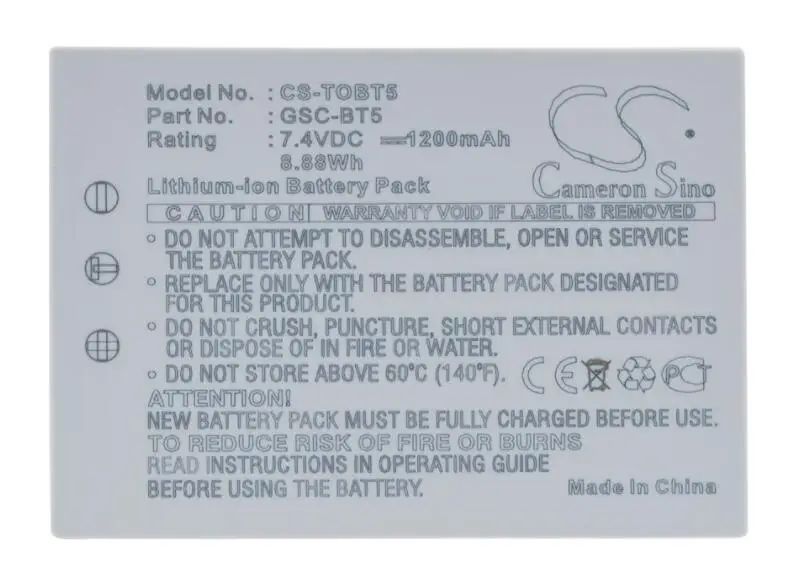 Model No. : CS-TOBT5
Part No. : GSC-BT5
Rating : 7.4VDC 1200mAh
8.88Wh
Lithium-ion Battery Pack
CS
Cameron Sino
CAUTION WARRANTY VOID IF LABEL IS REMOVED
° DO NOT ATTEMPT TO DISASSEMBLE, OPEN OR SERVICE
THE BATTERY PACK.
° REPLACE ONLY WITH THE BATTERY PACK DESIGNATED
FOR THIS PRODUCT.
° DO NOT CRUSH, PUNCTURE, SHORT EXTERNAL CONTACTS
OR DISPOSE OF IN FIRE OR WATER.
° DO NOT STORE ABOVE 60°C (140°F).
CE
PCT
ATTENTION!
NEW BATTERY PACK MUST BE FULLY CHARGED BEFORE USE.
TO REDUCE RISK OF FIRE OR BURNS
READ INSTRUCTIONS IN OPERATING GUIDE
BEFORE USING THE BATTERY.
Made In China